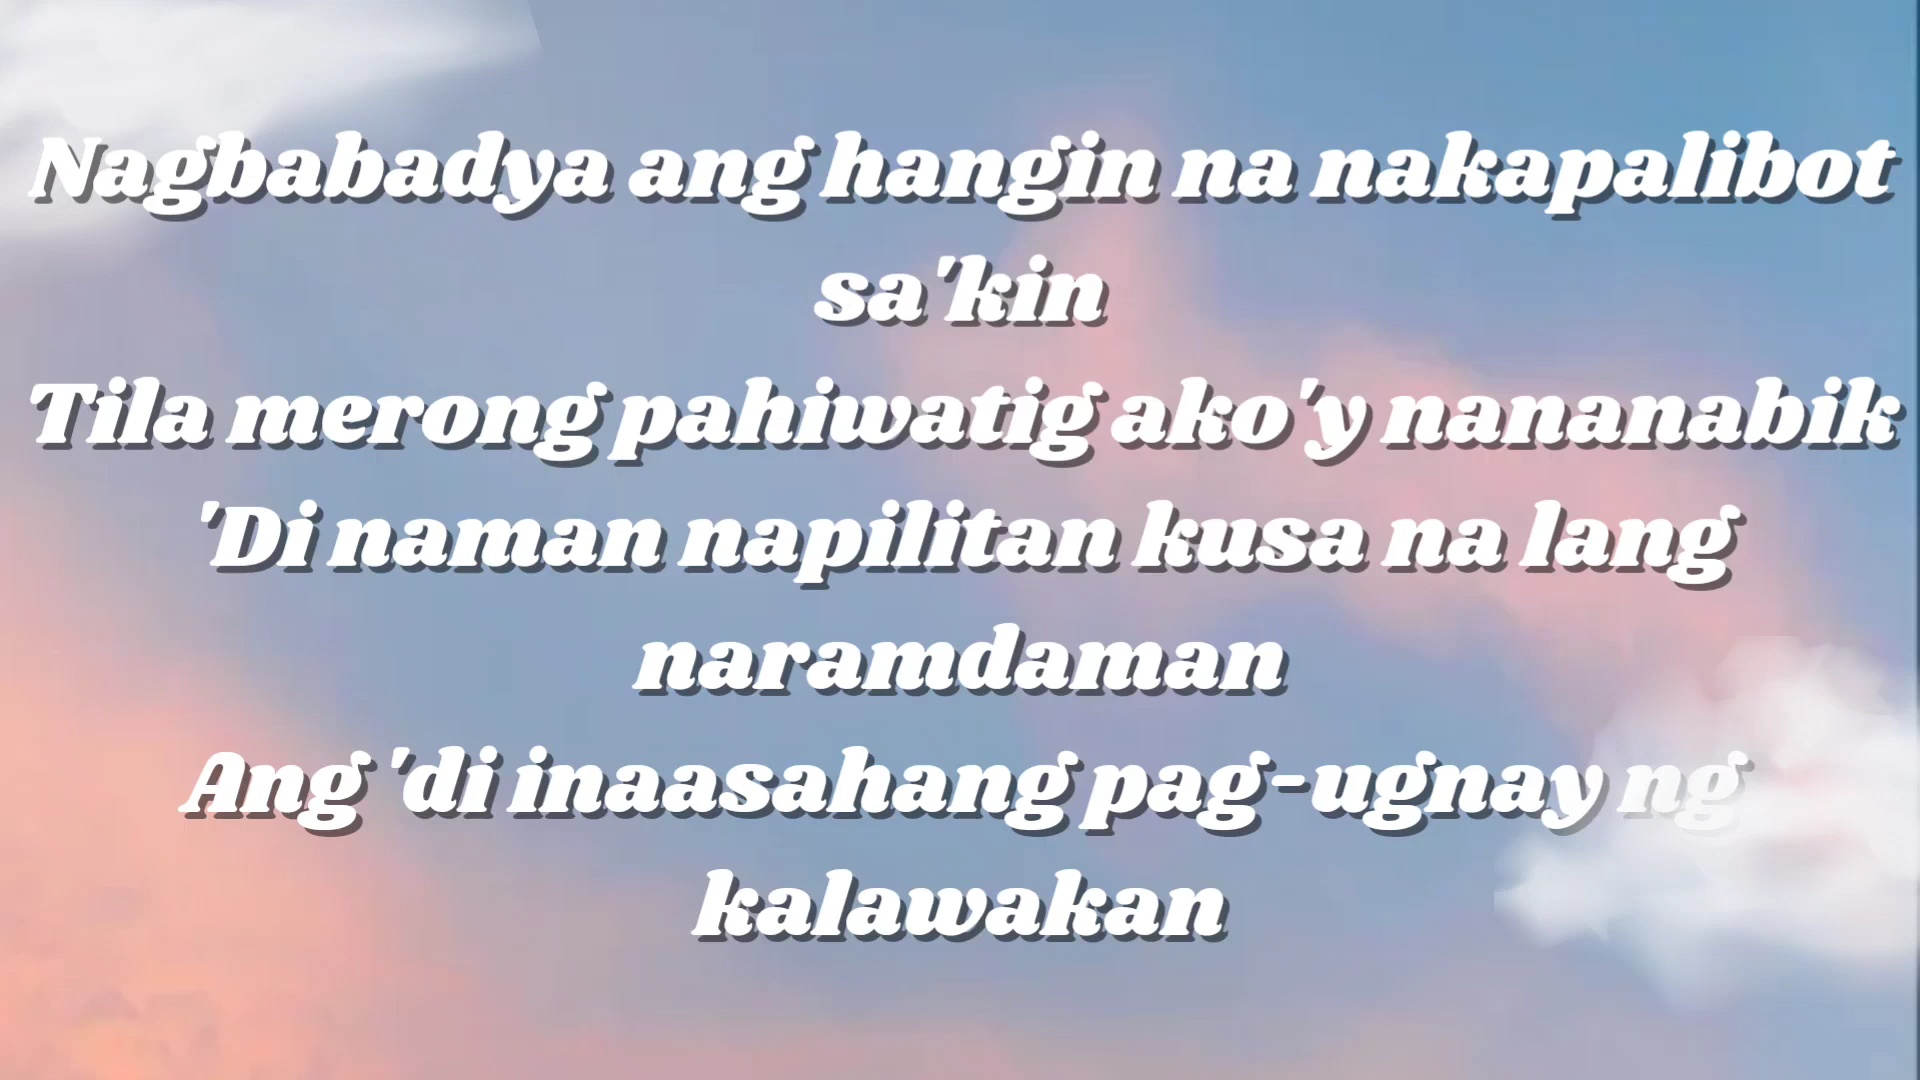 Nagbabadya ang hangin na nakapalibot
sa'kin
Tila merong pahiwatig ako'y nananabik
'Di naman napilitan kusa na lang
naramdaman
Ang 'di inaasahang pag-ugnay ng
kalawakan